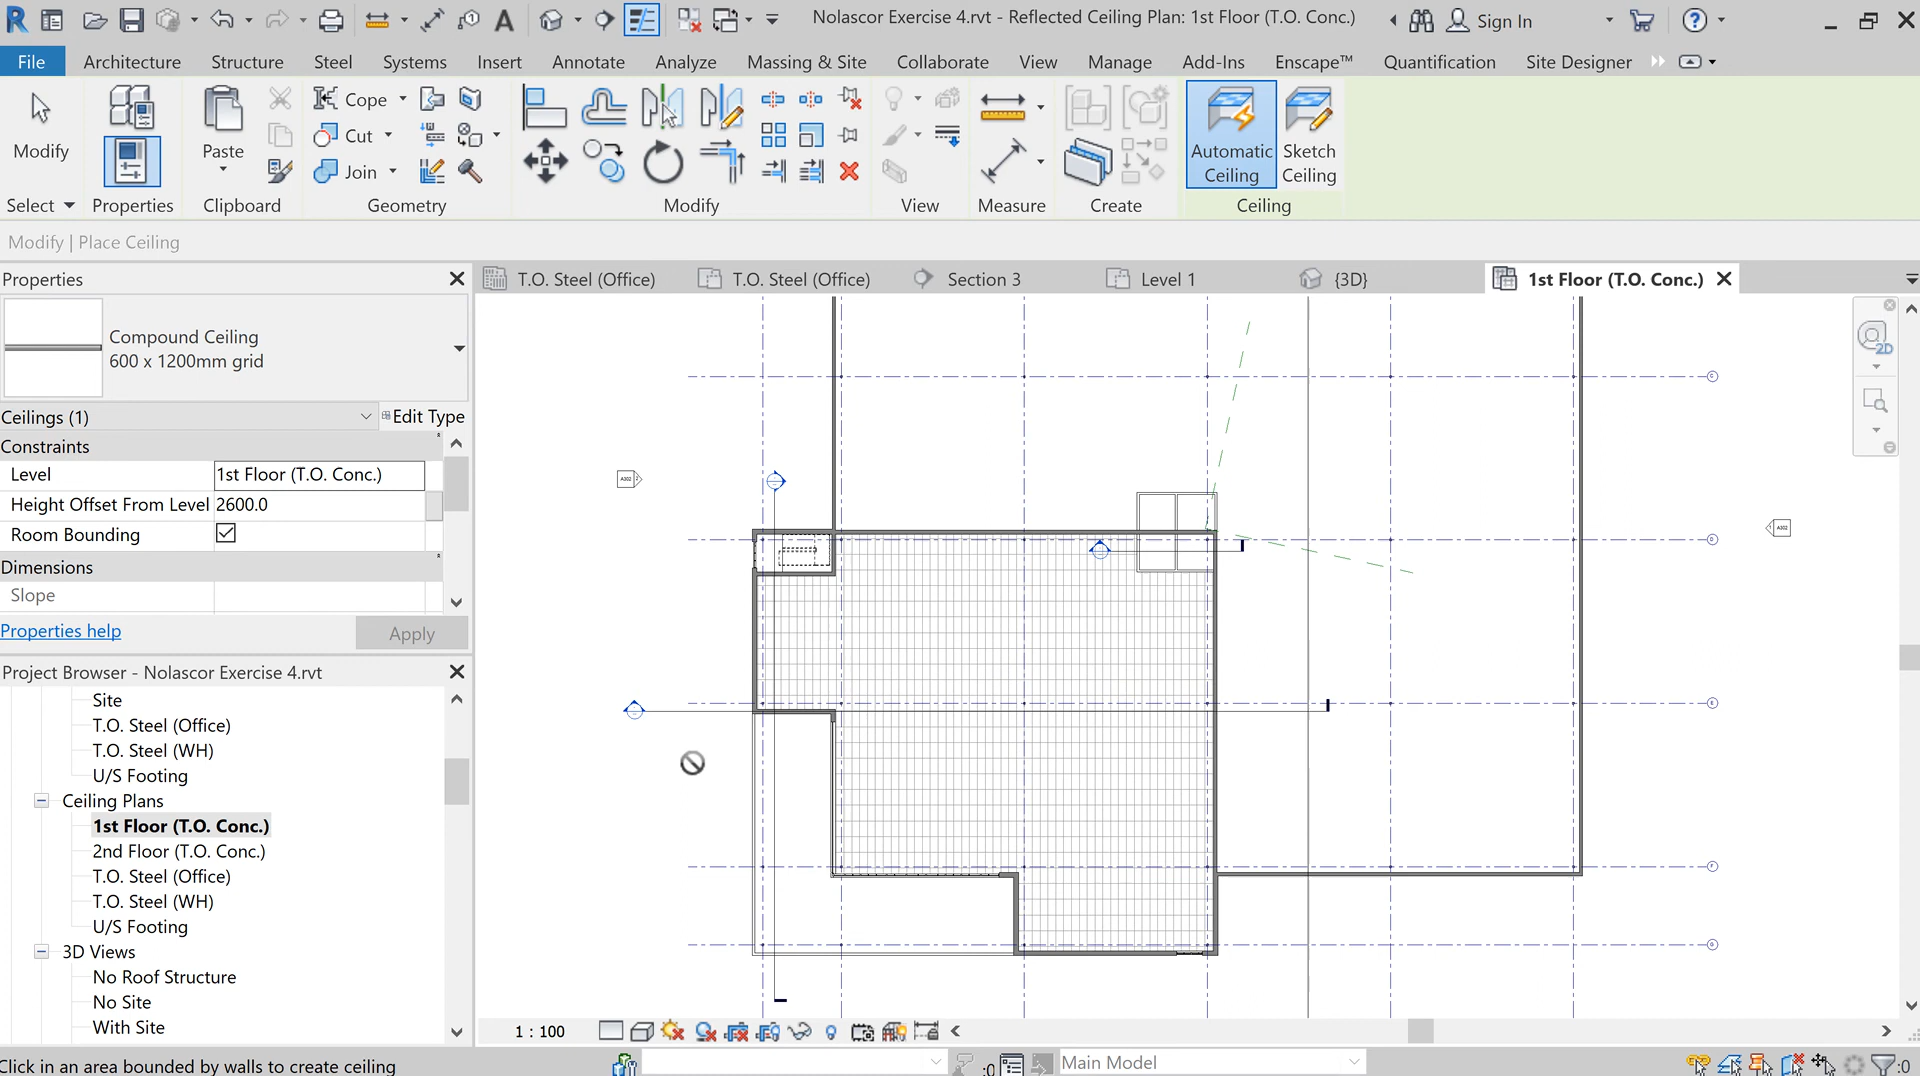 Nolascor Exercise 4.rvt - Reflected Ceiling Plan: 1st Floor (T.O. Conc.)
Sign In
File Architecture Structure Steel Systems Insert Annotate Analyze Massing & Site Collaborate View Manage Add-Ins Enscape™ Quantification Site Designer
Modify
Paste
Cope
Cut
Join
Automatic Ceiling
Sketch Ceiling
Select Properties Clipboard Geometry Modify View Measure Create Ceiling
Modify | Place Ceiling
Properties
T.O. Steel (Office) T.O. Steel (Office) Section 3 Level 1 {3D} 1st Floor (T.O. Conc.)
Compound Ceiling
600 x 1200mm grid
Ceilings (1) Edit Type
Constraints
Level 1st Floor (T.O. Conc.)
Height Offset From Level 2600.0
Room Bounding
Dimensions
Slope
Properties help Apply
Project Browser - Nolascor Exercise 4.rvt
Site
T.O. Steel (Office)
T.O. Steel (WH)
U/S Footing
Ceiling Plans
1st Floor (T.O. Conc.)
2nd Floor (T.O. Conc.)
T.O. Steel (Office)
T.O. Steel (WH)
U/S Footing
3D Views
No Roof Structure
No Site
With Site
2D
1 : 100
Click in an area bounded by walls to create ceiling
:0
Main Model
:0